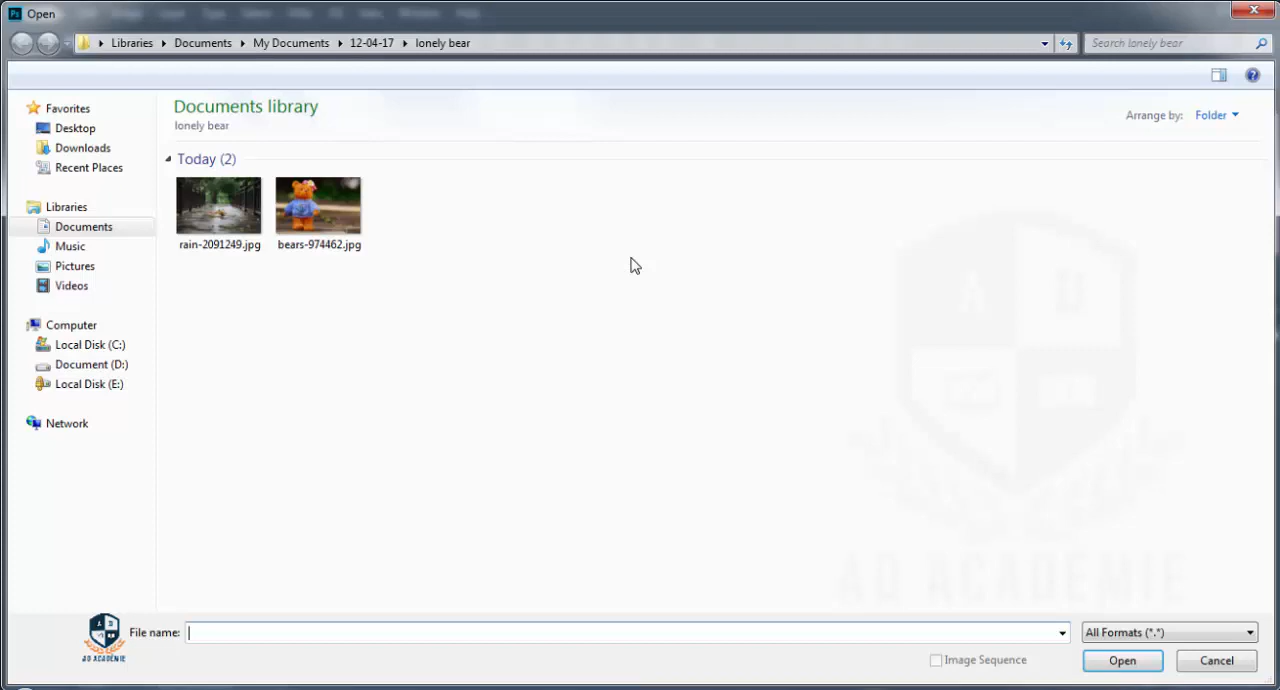 Open
Libraries Documents My Documents 12-04-17 lonely bear
Search lonely bear
Favorites
Desktop
Downloads
Recent Places
Libraries
Documents
Music
Pictures
Videos
Computer
Local Disk (C:)
Document (D:)
Local Disk (E:)
Network
Documents library
lonely bear
Arrange by: Folder
Today (2)
rain-2091249.jpg
bears-974462.jpg
AD ACADEMIE
File name:
All Formats (*.*)
Image Sequence
Open
Cancel
AD ACADEMIE